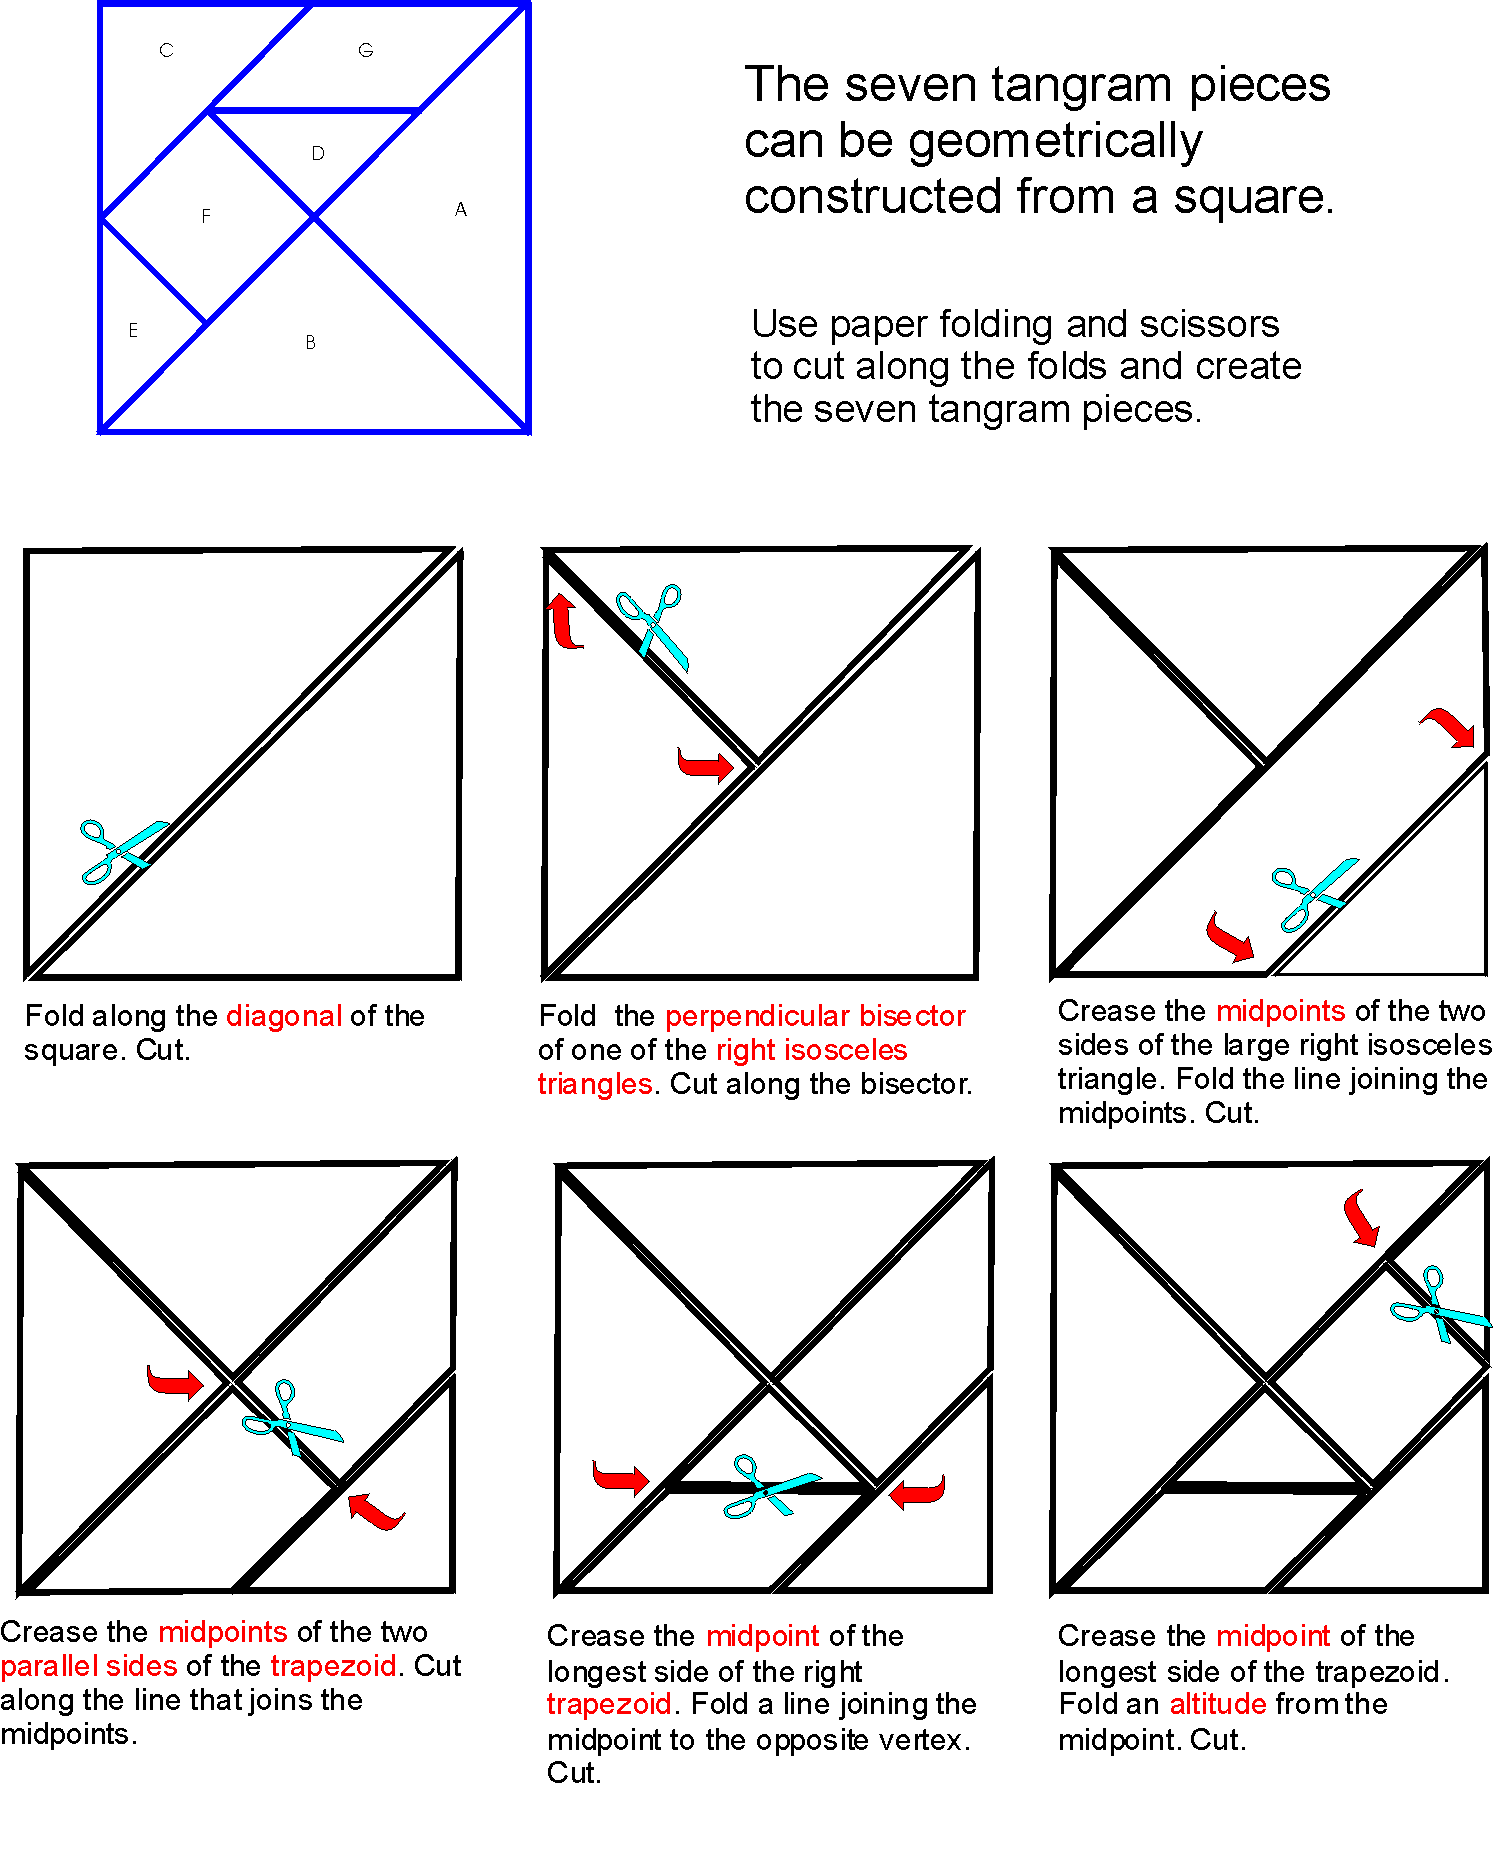 C
G
D
F
A
E
B
The seven tangram pieces
can be geometrically
constructed from a square.
Use paper folding and scissors
to cut along the folds and create
the seven tangram pieces.
Fold along the diagonal of the
square. Cut.
Fold the perpendicular bisector
of one of the right isosceles
triangles. Cut along the bisector.
Crease the midpoints of the two
sides of the large right isosceles
triangle. Fold the line joining the
midpoints. Cut.
Crease the midpoints of the two
parallel sides of the trapezoid. Cut
along the line that joins the
midpoints.
Crease the midpoint of the
longest side of the right
trapezoid. Fold a line joining the
midpoint to the opposite vertex.
Cut.
Crease the midpoint of the
longest side of the trapezoid.
Fold an altitude from the
midpoint. Cut.